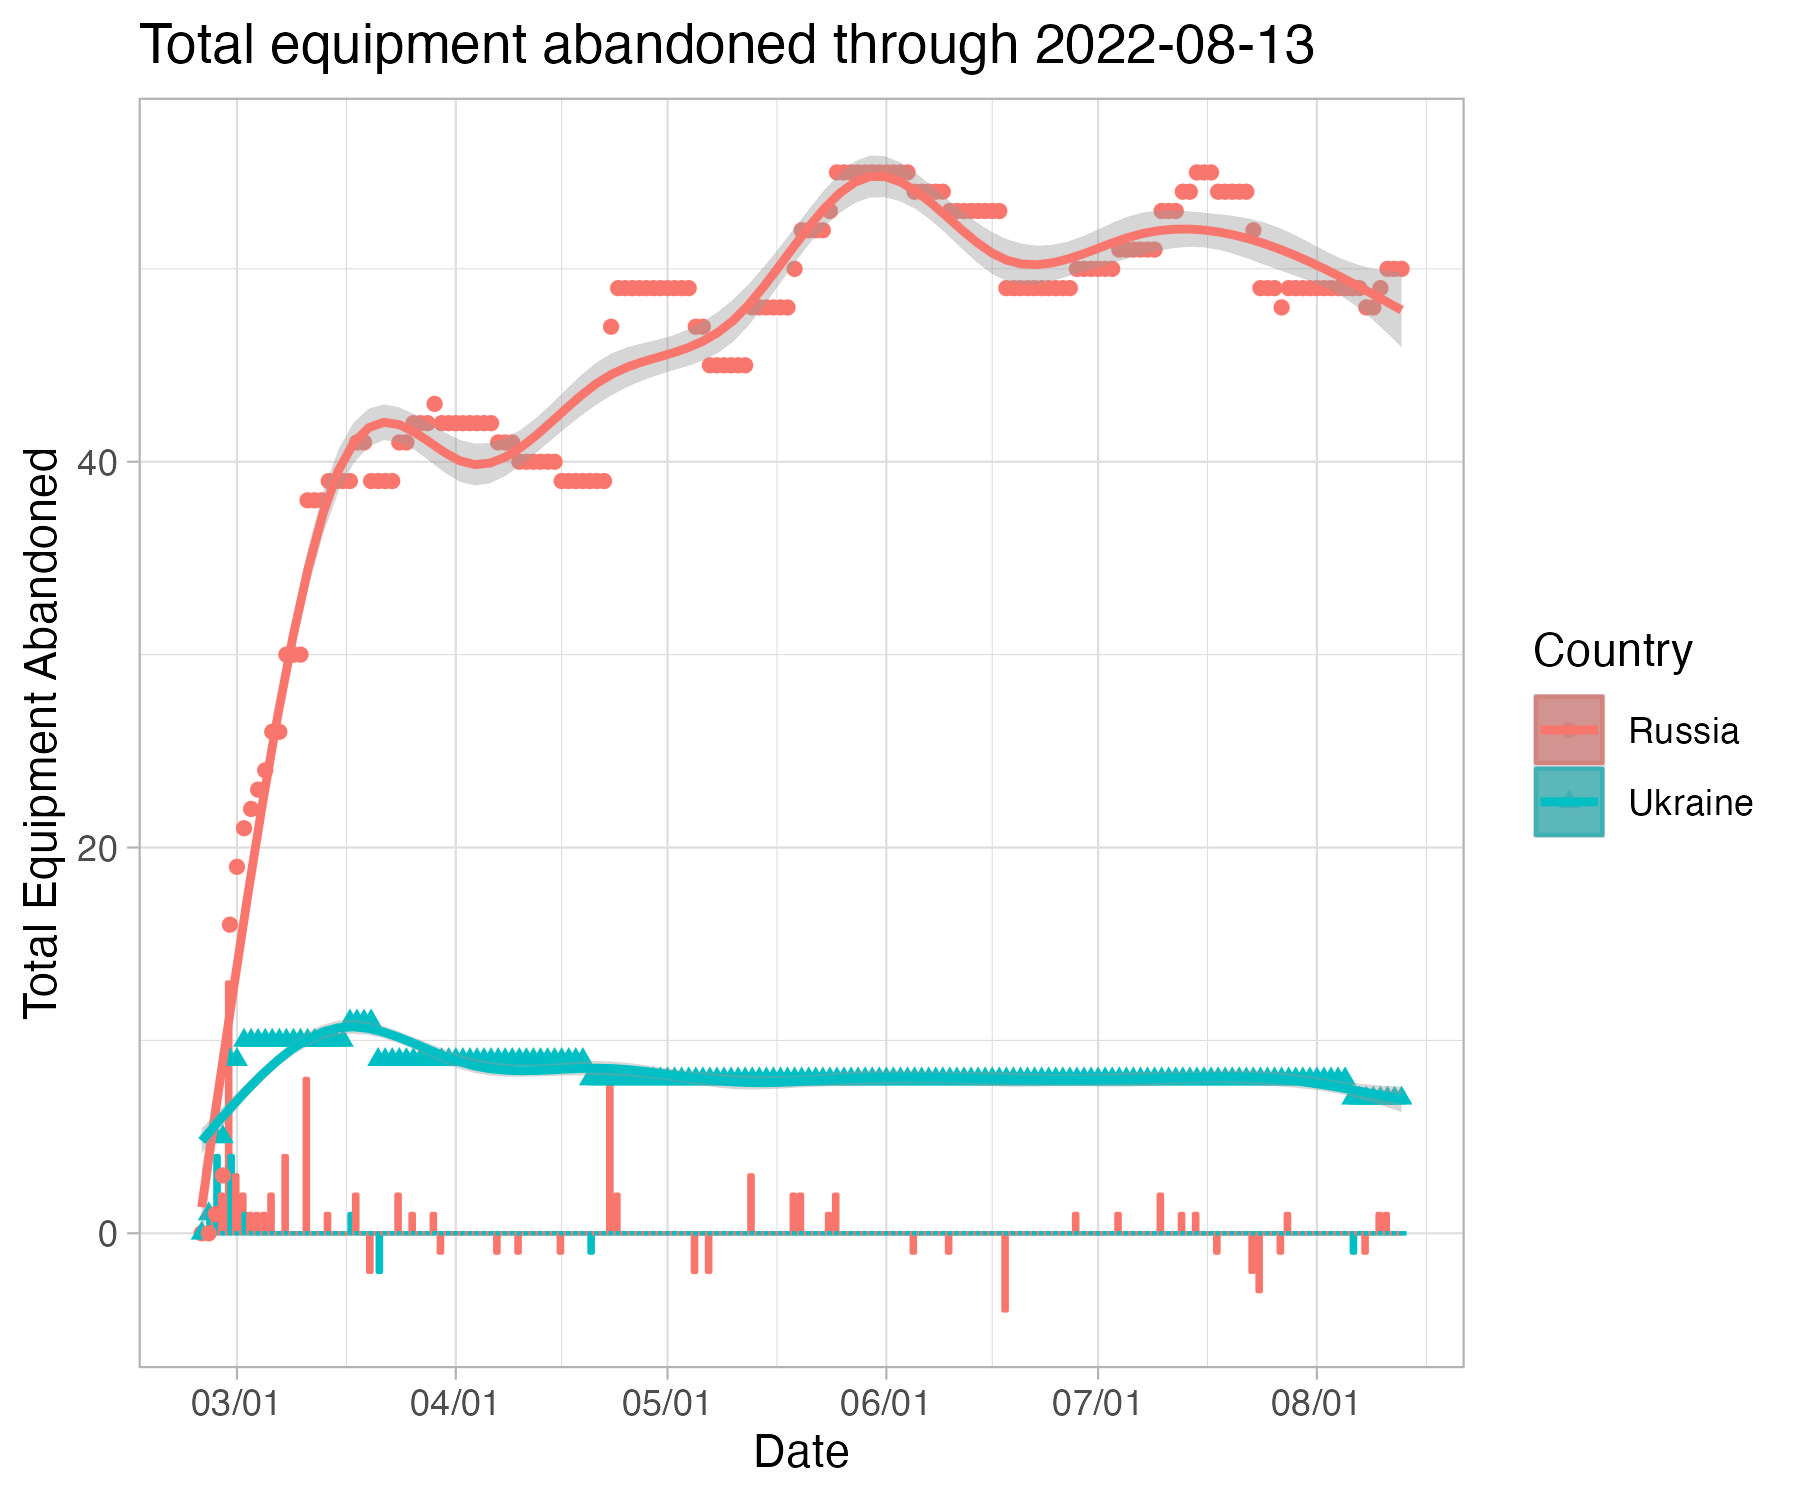 Total equipment abandoned through 2022-08-13
Total Equipment Abandoned
40
20
0
03/01 04/01 05/01 06/01 07/01 08/01
Date
Country
Russia
Ukraine